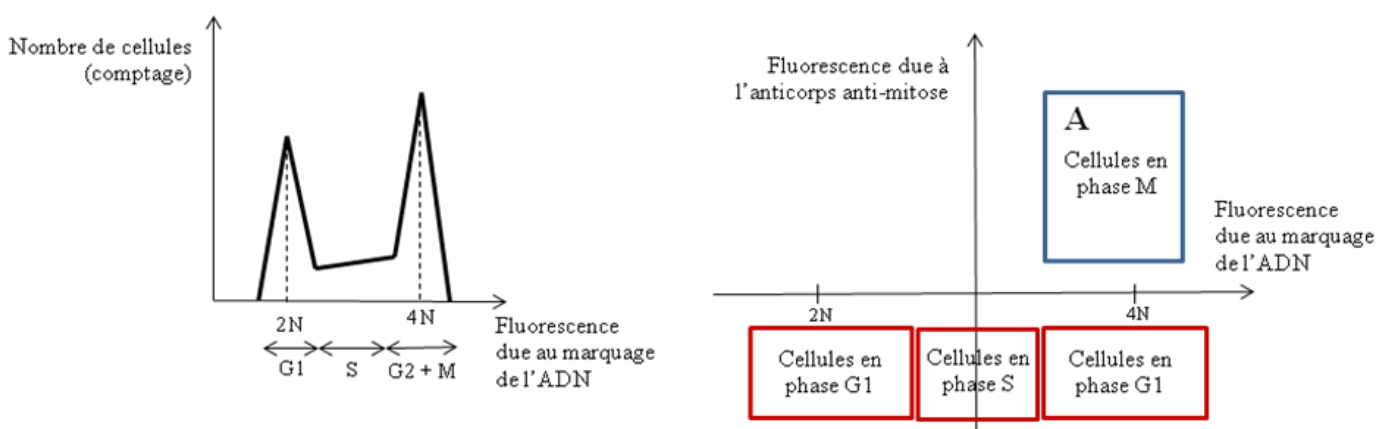 Nombre de cellules
(comptage)
2N
4N
G1
S
G2 + M
Fluorescence
due au marquage
de l'ADN
Fluorescence due à
l'anticorps anti-mitose
A
Cellules en
phase M
Fluorescence
due au marquage
de l'ADN
2N
4N
Cellules en
phase G1
Cellules en
phase S
Cellules en
phase G1